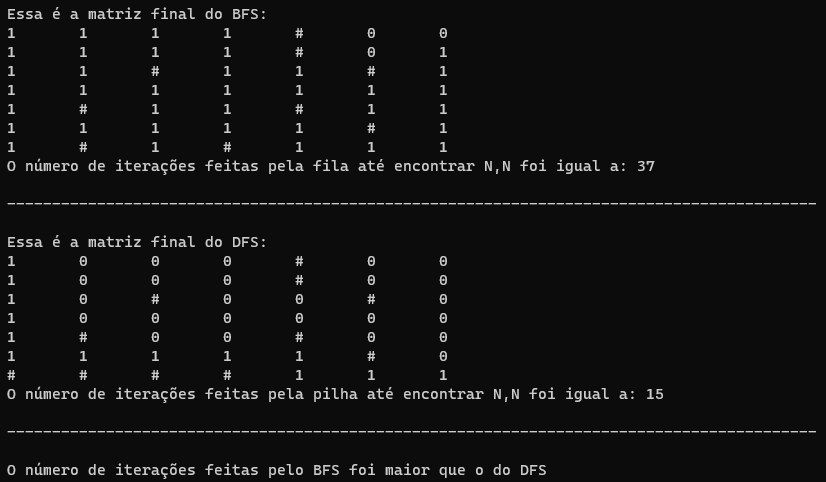 Essa é a matriz final do BFS:
1 1 1 1 # 0 0
1 1 1 1 # 0 1
1 1 # 1 1 # 1
1 1 1 1 1 1 1
1 # 1 1 # 1 1
1 1 1 1 1 # 1
1 # 1 # 1 1 1
O número de iterações feitas pela fila até encontrar N,N foi igual a: 37
------------------------------------------------------------------------------------------
Essa é a matriz final do DFS:
1 0 0 0 # 0 0
1 0 0 0 # 0 0
1 0 # 0 0 # 0
1 0 0 0 0 0 0
1 # 0 0 # 0 0
1 1 1 1 1 # 0
# # # # 1 1 1
O número de iterações feitas pela pilha até encontrar N,N foi igual a: 15
------------------------------------------------------------------------------------------
O número de iterações feitas pelo BFS foi maior que o do DFS